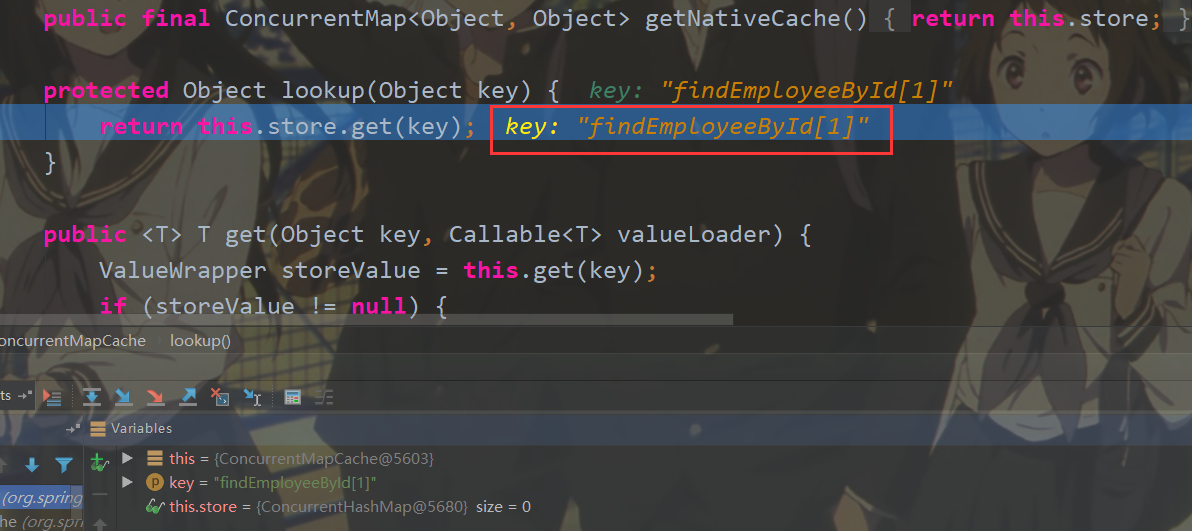 public final ConcurrentMap<Object, Object> getNativeCache() { return this.store; }
protected Object lookup(Object key) { key: "findEmployeeById[1]"
return this.store.get(key); key: "findEmployeeById[1]"
}
public <T> T get(Object key, Callable<T> valueLoader) {
ValueWrapper storeValue = this.get(key);
if (storeValue != null) {
oncurrentMapCache › lookup()
ts
Variables
this = {ConcurrentMapCache@5603}
key = "findEmployeeById[1]"
(org.spring
this.store = {ConcurrentHashMap@5680} size = 0
he (org.spri